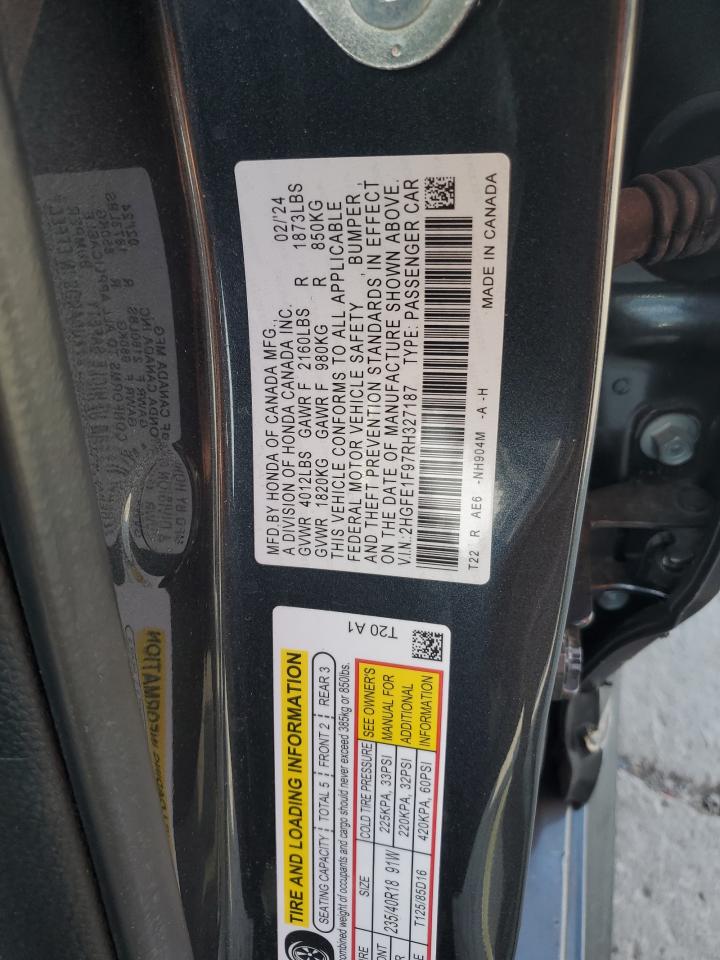 MFD.BY HONDA OF CANADA MFG., 02/'24
A DIVISION OF HONDA CANADA INC.
GVWR 4012LBS GAWR F 2160LBS R 1873LBS
GVWR 1820KG GAWR F 980KG R 850KG
THIS VEHICLE CONFORMS TO ALL APPLICABLE
FEDERAL MOTOR VEHICLE SAFETY , BUMPER ,
AND THEFT PREVENTION STANDARDS IN EFFECT
ON THE DATE OF MANUFACTURE SHOWN ABOVE.
V.I.N.:2HGFE1F97RH327187 TYPE: PASSENGER CAR
T22 R AE6 -NH904M -A -H
MADE IN CANADA
TIRE AND LOADING INFORMATION
T20 A1
SEATING CAPACITY TOTAL 5 FRONT 2 REAR 3
combined weight of occupants and cargo should never exceed 385kg or 850lbs.
SIZE COLD TIRE PRESSURE SEE OWNER'S
235/40R18 91W 225KPA, 33PSI MANUAL FOR
220KPA, 32PSI ADDITIONAL
T125/85D16 420KPA, 60PSI INFORMATION